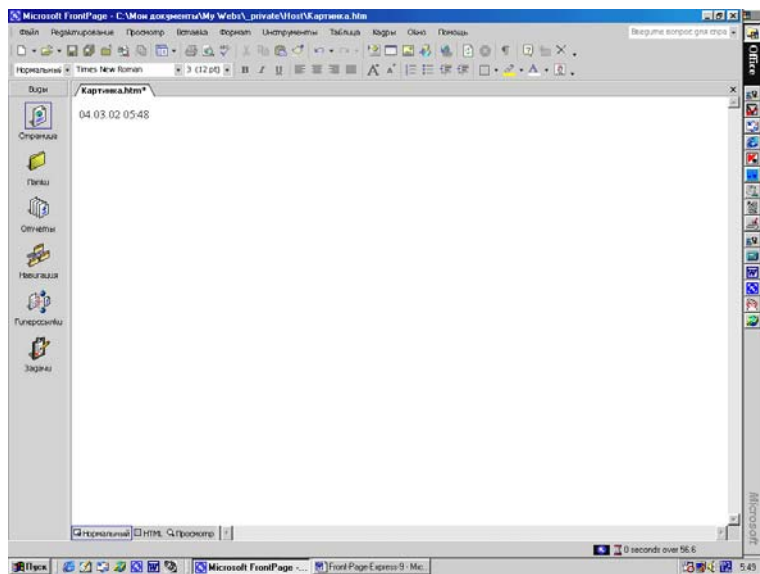 Microsoft FrontPage - C:\Мои документы\My Webs\_private\Host\Картинка.htm
Файл Редактирование Просмотр Вставка Формат Инструменты Таблица Кадры Окно Помощь
Нормальный Times New Roman 3 (12 pt)
Виды
Картинка.htm*
04.03.02 05:48
Страница
Папки
Отчеты
Навигация
Гиперссылки
Задачи
Office
Microsoft
Нормальный HTML Просмотр
0 seconds over 56.6
Пуск Microsoft FrontPage -... Front-Page-Express-9 - Mic... 5:49